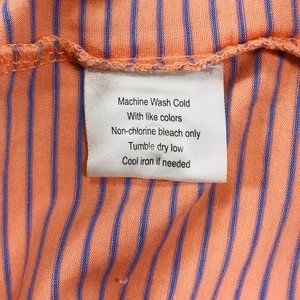 Machine Wash Cold
With like colors
Non-chlorine bleach only
Tumble dry low
Cool iron if needed